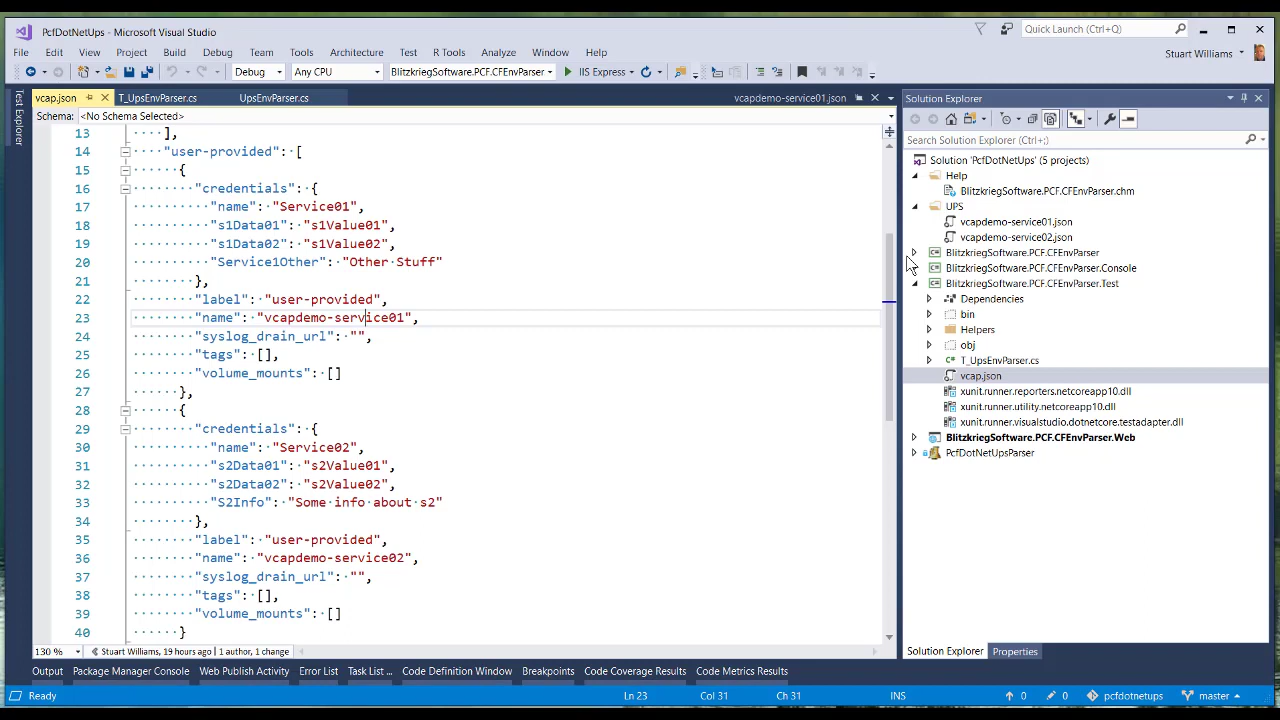 PcfDotNetUps - Microsoft Visual Studio
Quick Launch (Ctrl+Q)
File Edit View Project Build Debug Team Tools Architecture Test R Tools Analyze Window Help
Stuart Williams
Debug Any CPU BlitzkriegSoftware.PCF.CFEnvParser IIS Express
Test Explorer
vcap.json T_UpsEnvParser.cs UpsEnvParser.cs vcapdemo-service01.json
Schema: <No Schema Selected>
13 ],
14 "user-provided": [
15 {
16 "credentials": {
17 "name": "Service01",
18 "s1Data01": "s1Value01",
19 "s1Data02": "s1Value02",
20 "Service1Other": "Other Stuff"
21 },
22 "label": "user-provided",
23 "name": "vcapdemo-service01",
24 "syslog_drain_url": "",
25 "tags": [],
26 "volume_mounts": []
27 },
28 {
29 "credentials": {
30 "name": "Service02",
31 "s2Data01": "s2Value01",
32 "s2Data02": "s2Value02",
33 "S2Info": "Some info about s2"
34 },
35 "label": "user-provided",
36 "name": "vcapdemo-service02",
37 "syslog_drain_url": "",
38 "tags": [],
39 "volume_mounts": []
40 }
130 % Stuart Williams, 19 hours ago | 1 author, 1 change
Solution Explorer
Search Solution Explorer (Ctrl+;)
Solution 'PcfDotNetUps' (5 projects)
Help
BlitzkriegSoftware.PCF.CFEnvParser.chm
UPS
vcapdemo-service01.json
vcapdemo-service02.json
BlitzkriegSoftware.PCF.CFEnvParser
BlitzkriegSoftware.PCF.CFEnvParser.Console
BlitzkriegSoftware.PCF.CFEnvParser.Test
Dependencies
bin
Helpers
obj
T_UpsEnvParser.cs
vcap.json
xunit.runner.reporters.netcoreapp10.dll
xunit.runner.utility.netcoreapp10.dll
xunit.runner.visualstudio.dotnetcore.testadapter.dll
BlitzkriegSoftware.PCF.CFEnvParser.Web
PcfDotNetUpsParser
Solution Explorer Properties
Output Package Manager Console Web Publish Activity Error List Task List ... Code Definition Window Breakpoints Code Coverage Results Code Metrics Results
Ready Ln 23 Col 31 Ch 31 INS 0 0 pcfdotnetups master